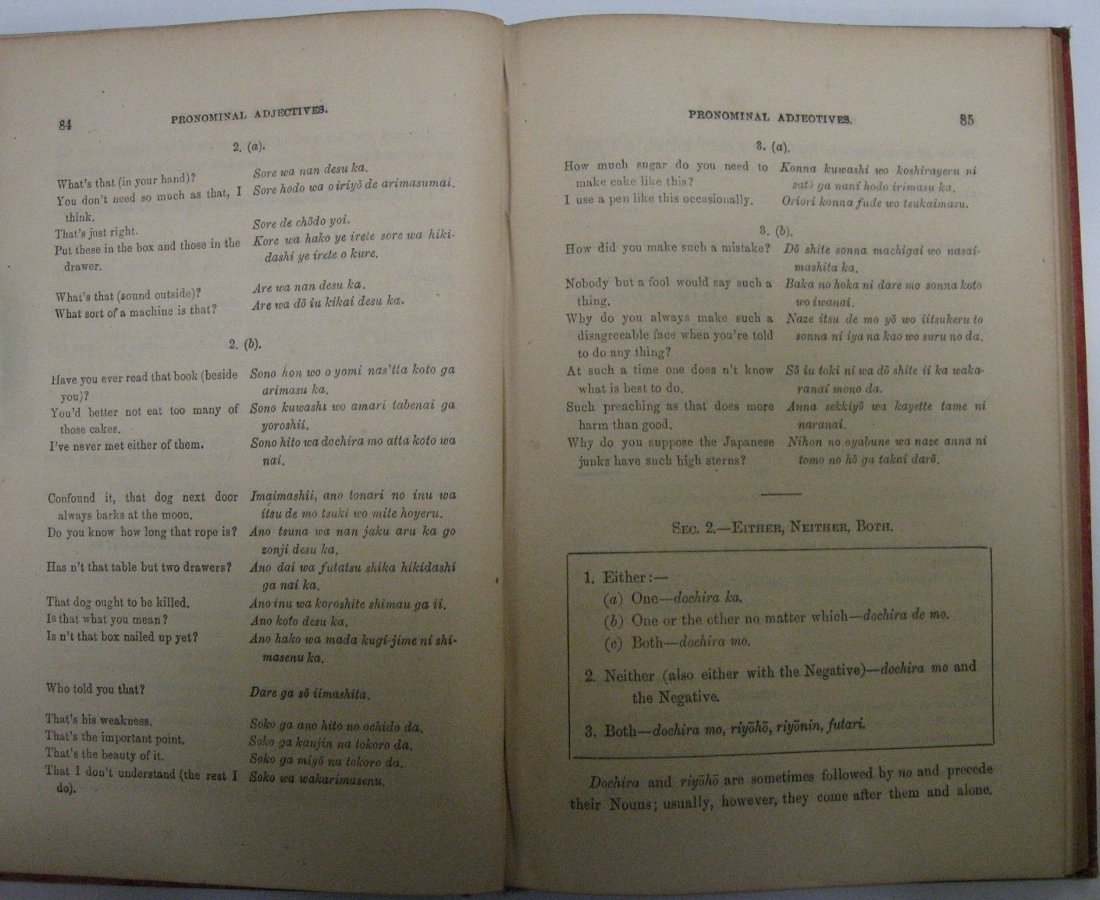 84
PRONOMINAL ADJECTIVES.
2. (a).
What's that (in your hand)? Sore wa nan desu ka.
You don't need so much as that, I Sore hodo wa o iriyō de arimasumai.
think.
That's just right. Sore de chōdo yoi.
Put these in the box and those in the Kore wa hako ye irete sore wa hiki-
drawer. dashi ye irete o kure.
What's that (sound outside)? Are wa nan desu ka.
What sort of a machine is that? Are wa dō iu kikai desu ka.
2. (b).
Have you ever read that book (beside Sono hon wo o yomi nas'tta koto ga
you)? arimasu ka.
You'd better not eat too many of Sono kuwashi wo amari tabenai ga
those cakes. yoroshii.
I've never met either of them. Sono hito wa dochira mo atta koto wa
nai.
Confound it, that dog next door Imaimashii, ano tonari no inu wa
always barks at the moon. itsu de mo tsuki wo mite hoyeru.
Do you know how long that rope is? Ano tsuna wa nan jaku aru ka go
zonji desu ka.
Has n't that table but two drawers? Ano dai wa futatsu shika hikidashi
ga nai ka.
That dog ought to be killed. Ano inu wa koroshite shimau ga ii.
Is that what you mean? Ano koto desu ka.
Is n't that box nailed up yet? Ano hako wa mada kugi-jime ni shi-
masenu ka.
Who told you that? Dare ga sō iimashita.
That's his weakness. Soko ga ano hito no ochido da.
That's the important point. Soko ga kanjin na tokoro da.
That's the beauty of it. Soko ga miyō na tokoro da.
That I don't understand (the rest I Soko wa wakarimasenu.
do).
PRONOMINAL ADJECTIVES.
85
3. (a).
How much sugar do you need to Konna kuwashi wo koshirayeru ni
make cake like this? satō ga nani hodo irimasu ka.
I use a pen like this occasionally. Oriori konna fude wo tsukaimasu.
3. (b).
How did you make such a mistake? Dō shite sonna machigai wo nasai-
mashita ka.
Nobody but a fool would say such a Baka no hoka ni dare mo sonna koto
thing. wo iwanai.
Why do you always make such a Naze itsu de mo yō wo iitsukeru to
disagreeable face when you're told sonna ni iya na kao wo suru no da.
to do any thing?
At such a time one does n't know Sō iu toki ni wa dō shite ii ka waka-
what is best to do. ranai mono da.
Such preaching as that does more Anna sekkiyō wa kayette tame ni
harm than good. naranai.
Why do you suppose the Japanese Nihon no oyabune wa naze anna ni
junks have such high sterns? tomo no hō ga takai darō.
SEC. 2.—EITHER, NEITHER, BOTH.
1. Either:—
(a) One—dochira ka.
(b) One or the other no matter which—dochira de mo.
(c) Both—dochira mo.
2. Neither (also either with the Negative)—dochira mo and
the Negative.
3. Both—dochira mo, riyōhō, riyōnin, futari.
Dochira and riyōhō are sometimes followed by no and precede
their Nouns; usually, however, they come after them and alone.